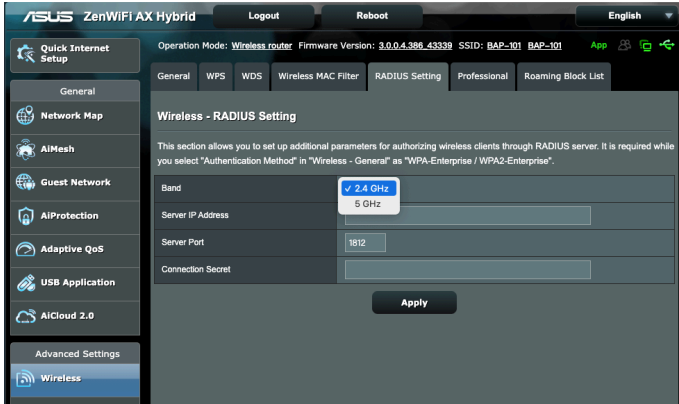 ASUS ZenWiFi AX Hybrid Logout Reboot English
Quick Internet Setup
Operation Mode: Wireless router Firmware Version: 3.0.0.4.386_43339 SSID: BAP-101 BAP-101 App
General WPS WDS Wireless MAC Filter RADIUS Setting Professional Roaming Block List
General
Network Map
AiMesh
Guest Network
AiProtection
Adaptive QoS
USB Application
AiCloud 2.0
Advanced Settings
Wireless
Wireless - RADIUS Setting
This section allows you to set up additional parameters for authorizing wireless clients through RADIUS server. It is required while
you select "Authentication Method" in "Wireless - General" as "WPA-Enterprise / WPA2-Enterprise".
Band
✓ 2.4 GHz
5 GHz
Server IP Address
Server Port 1812
Connection Secret
Apply